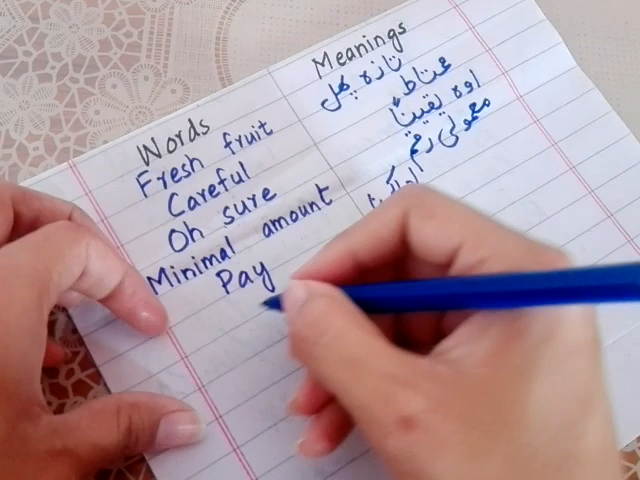 Words Meanings
Fresh fruit تازہ پھل
Careful محتاط
Oh sure اوہ یقیناً
Minimal amount معمولی رقم
Pay